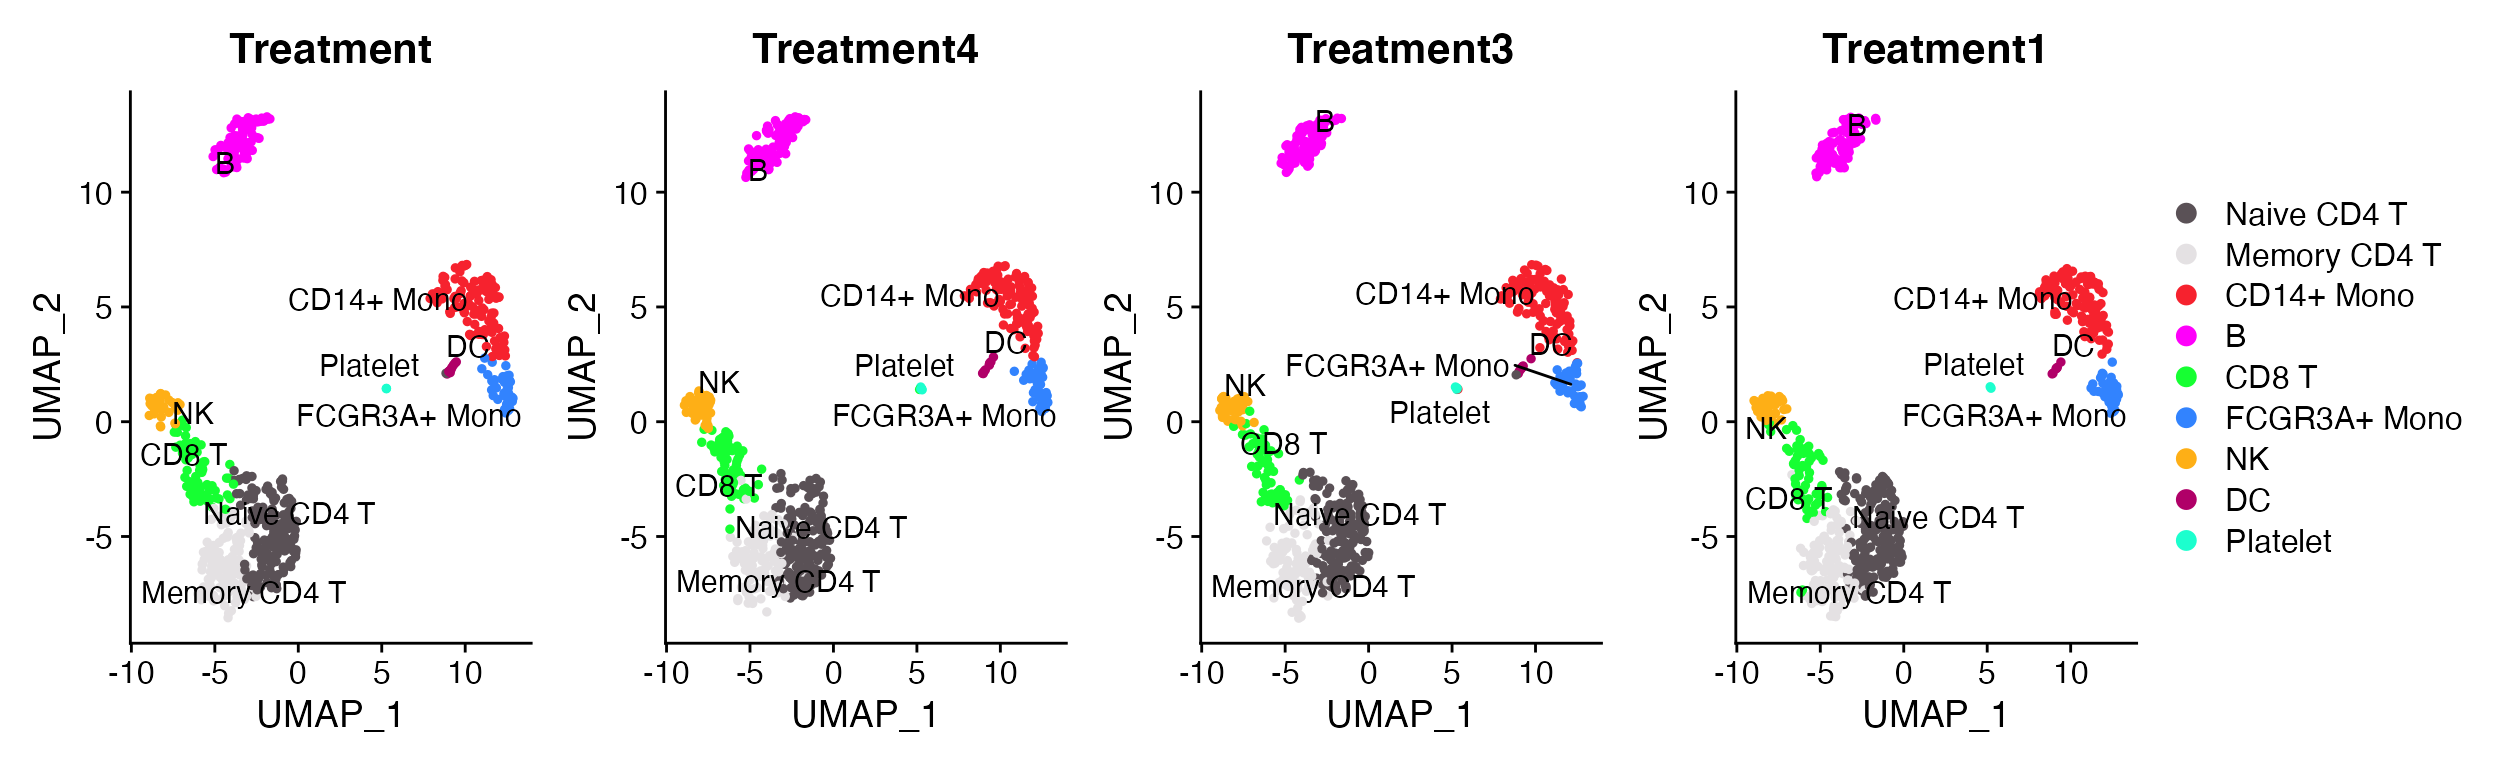 Treatment
B
10
5
0
-5
CD14+ Mono
DC
Platelet
FCGR3A+ Mono
NK
CD8 T
Naive CD4 T
Memory CD4 T
-10
-5
0
5
10
UMAP_1
UMAP_2
Treatment4
B
10
5
0
-5
CD14+ Mono
DC
Platelet
FCGR3A+ Mono
NK
CD8 T
Naive CD4 T
Memory CD4 T
-10
-5
0
5
10
UMAP_1
UMAP_2
Treatment3
B
10
5
0
-5
CD14+ Mono
DC
FCGR3A+ Mono
Platelet
NK
CD8 T
Naive CD4 T
Memory CD4 T
-10
-5
0
5
10
UMAP_1
UMAP_2
Treatment1
B
10
5
0
-5
CD14+ Mono
DC
Platelet
FCGR3A+ Mono
NK
CD8 T
Naive CD4 T
Memory CD4 T
-10
-5
0
5
10
UMAP_1
UMAP_2
Naive CD4 T
Memory CD4 T
CD14+ Mono
B
CD8 T
FCGR3A+ Mono
NK
DC
Platelet